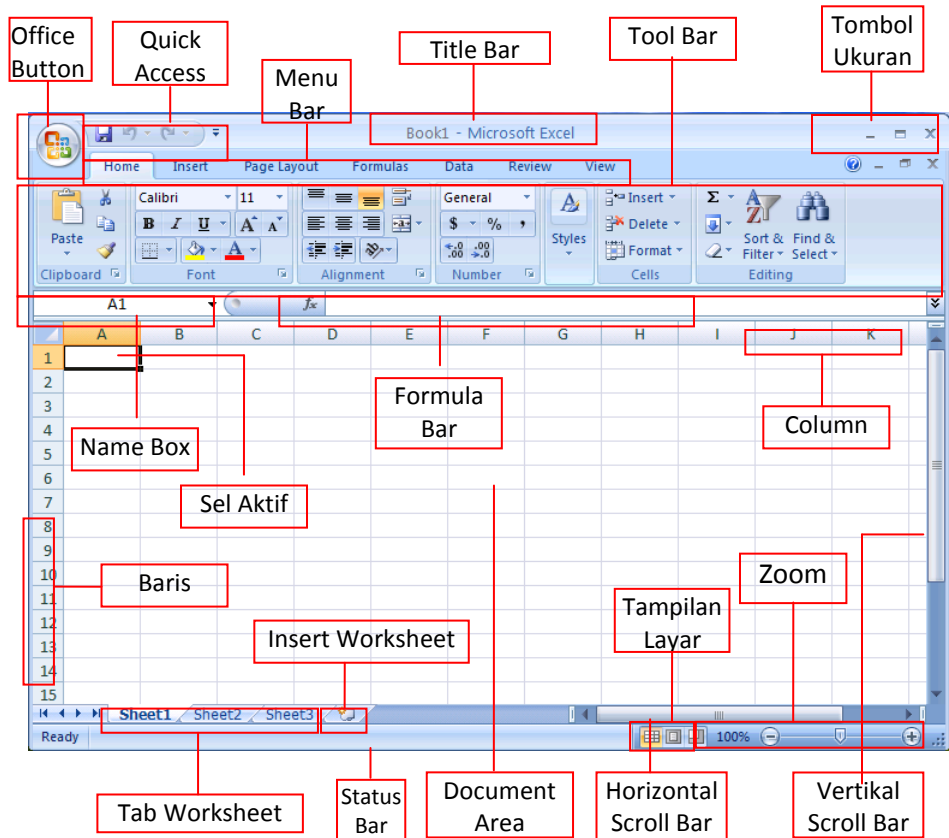 Office
Button
Quick
Access
Menu
Bar
Title Bar
Tool Bar
Tombol
Ukuran
Book1 - Microsoft Excel
Home Insert Page Layout Formulas Data Review View
Paste
Clipboard
Calibri 11
B I U A A
A
Font
Alignment
General
$ % ,
.0 .00
.00 .0
Number
A
Styles
Insert
Delete
Format
Cells
Σ
A
Z
Sort &
Filter
Find &
Select
Editing
A1
fx
A B C D E F G H I J K
1
2
3
4
5
6
7
8
9
10
11
12
13
14
15
Name Box
Formula
Bar
Column
Sel Aktif
Baris
Zoom
Insert Worksheet
Tampilan
Layar
Sheet1 Sheet2 Sheet3
Ready
100%
Tab Worksheet
Status
Bar
Document
Area
Horizontal
Scroll Bar
Vertikal
Scroll Bar